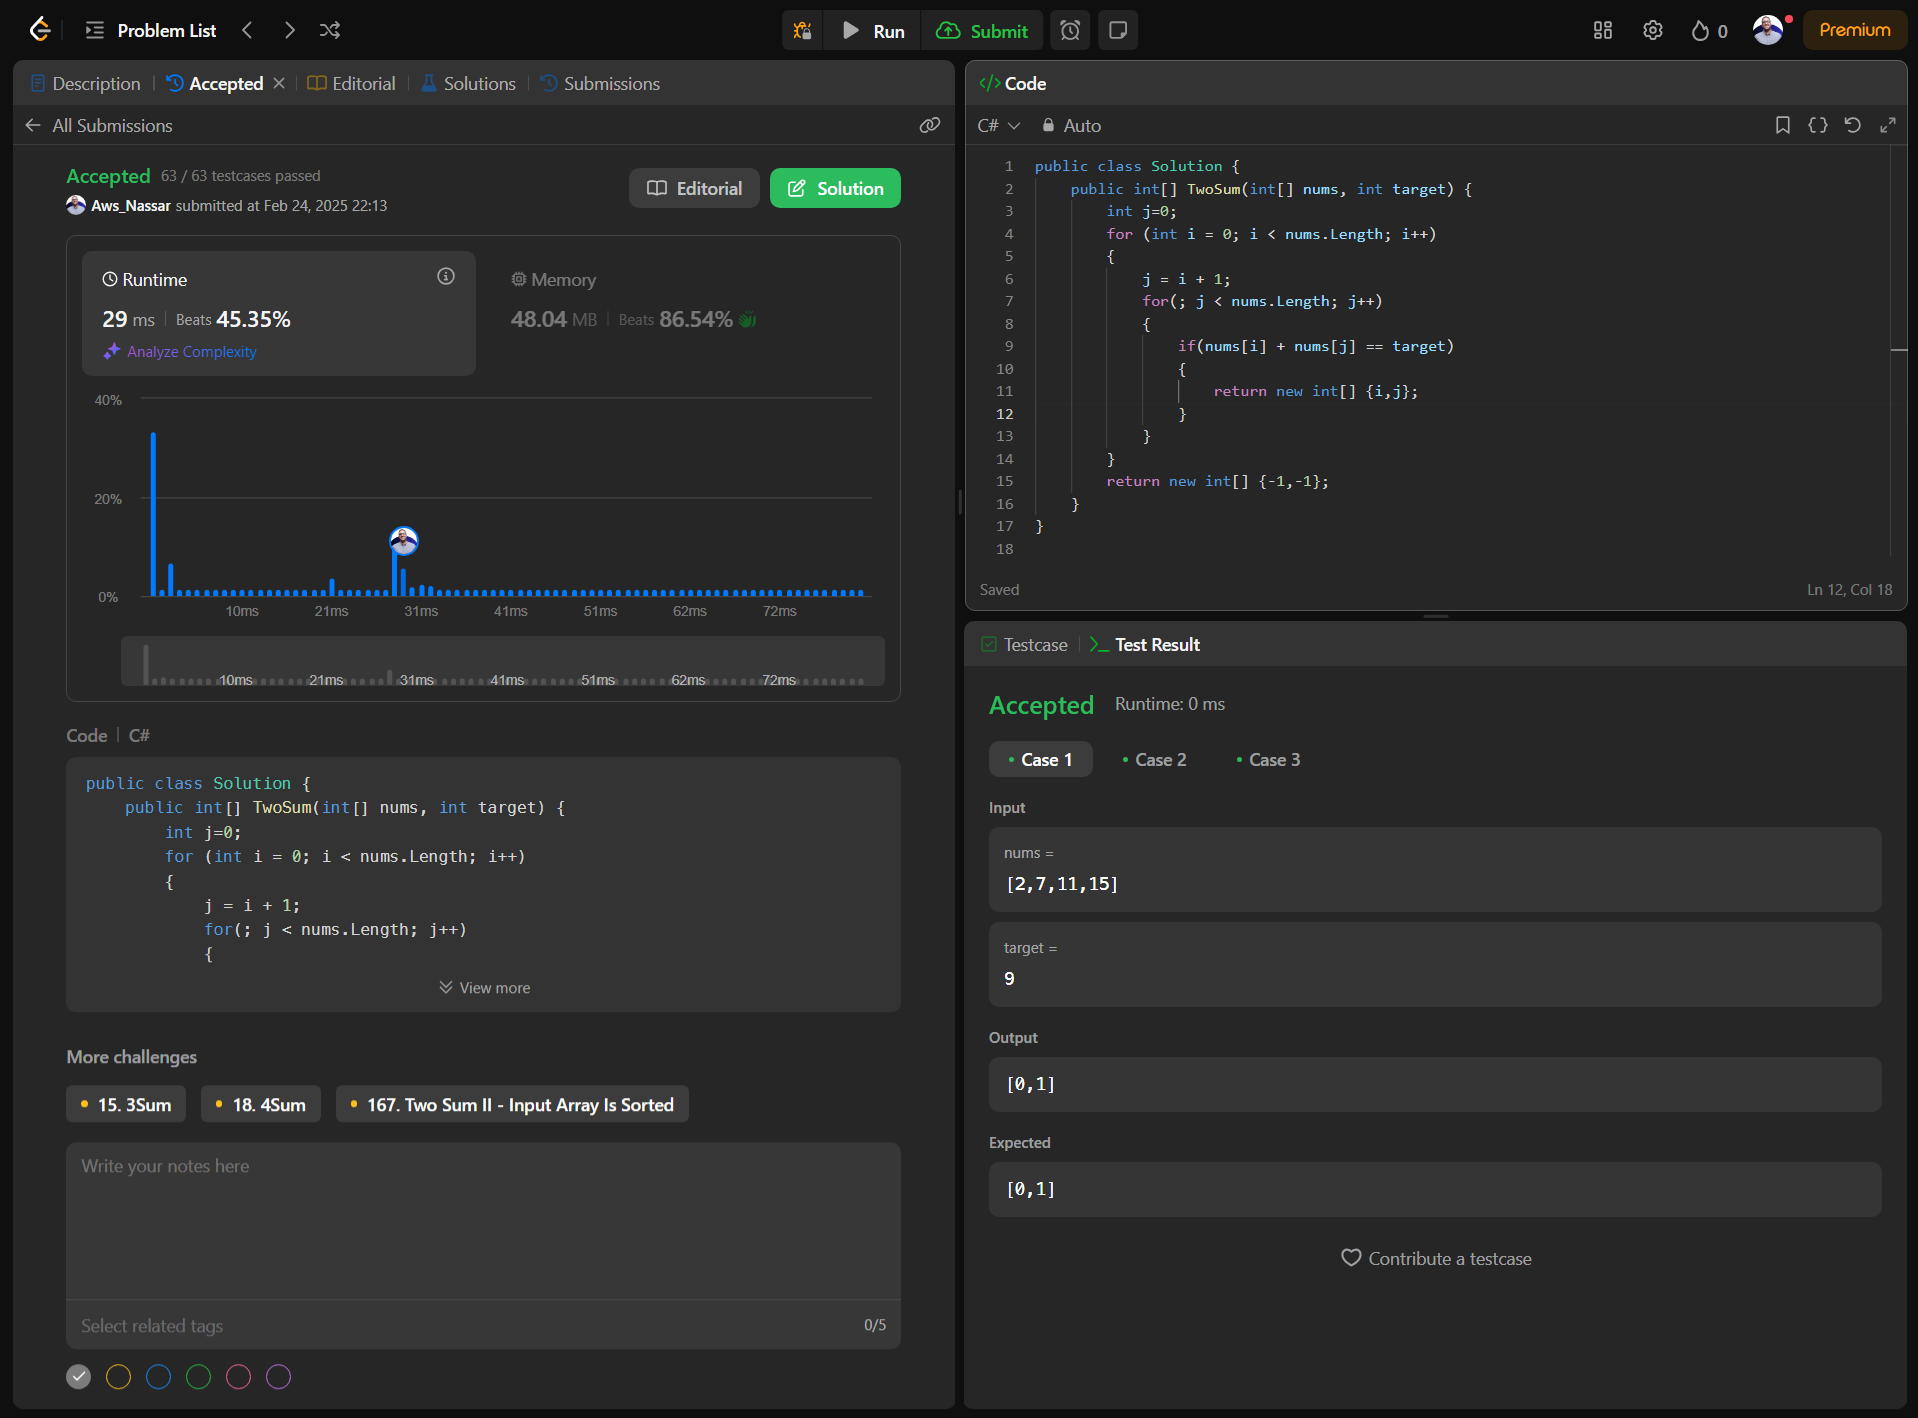 Problem List
Run
Submit
0
Premium
Description
Accepted
Editorial
Solutions
Submissions
All Submissions
Accepted 63 / 63 testcases passed
Aws_Nassar submitted at Feb 24, 2025 22:13
Editorial
Solution
Runtime
29 ms Beats 45.35%
Analyze Complexity
Memory
48.04 MB Beats 86.54%
40%
20%
0%
10ms 21ms 31ms 41ms 51ms 62ms 72ms
10ms 21ms 31ms 41ms 51ms 62ms 72ms
Code | C#
public class Solution {
    public int[] TwoSum(int[] nums, int target) {
        int j=0;
        for (int i = 0; i < nums.Length; i++)
        {
            j = i + 1;
            for(; j < nums.Length; j++)
            {
View more
More challenges
15. 3Sum
18. 4Sum
167. Two Sum II - Input Array Is Sorted
Write your notes here
Select related tags
0/5
</> Code
C#
Auto
1 public class Solution {
2     public int[] TwoSum(int[] nums, int target) {
3         int j=0;
4         for (int i = 0; i < nums.Length; i++)
5         {
6             j = i + 1;
7             for(; j < nums.Length; j++)
8             {
9                 if(nums[i] + nums[j] == target)
10                 {
11                     return new int[] {i,j};
12                 }
13             }
14         }
15         return new int[] {-1,-1};
16     }
17 }
18
Saved
Ln 12, Col 18
Testcase
Test Result
Accepted Runtime: 0 ms
Case 1
Case 2
Case 3
Input
nums =
[2,7,11,15]
target =
9
Output
[0,1]
Expected
[0,1]
Contribute a testcase